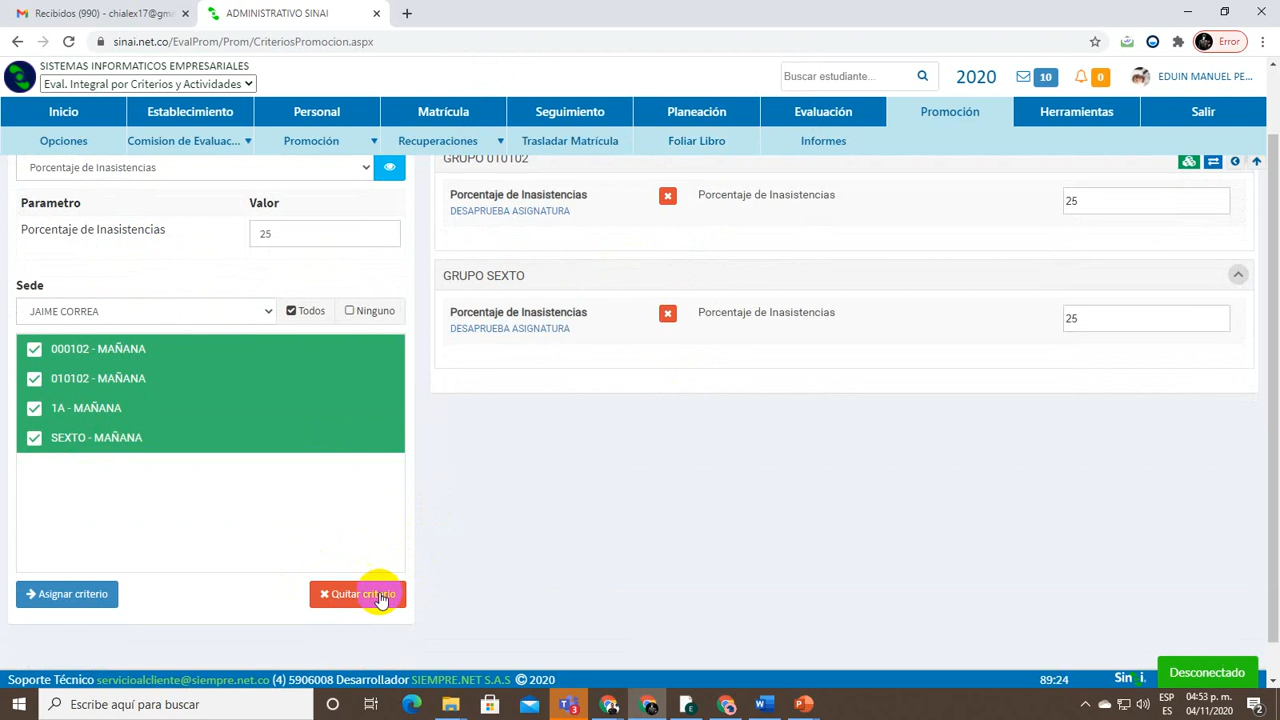 Recibidos (990) - chialex17@gma
ADMINISTRATIVO SINAI
sinai.net.co/EvalProm/Prom/CriteriosPromocion.aspx
Error
SISTEMAS INFORMATICOS EMPRESARIALES
Eval. Integral por Criterios y Actividades
Buscar estudiante...
2020
10
0
EDUIN MANUEL PE...
Inicio
Establecimiento
Personal
Matrícula
Seguimiento
Planeación
Evaluación
Promoción
Herramientas
Salir
Opciones
Comision de Evaluac...
Promoción
Recuperaciones
Trasladar Matrícula
Foliar Libro
Informes
Porcentaje de Inasistencias
Parametro Valor
Porcentaje de Inasistencias 25
Sede
JAIME CORREA
Todos
Ninguno
000102 - MAÑANA
010102 - MAÑANA
1A - MAÑANA
SEXTO - MAÑANA
Asignar criterio
Quitar criterio
GRUPO 010102
Porcentaje de Inasistencias
DESAPRUEBA ASIGNATURA
Porcentaje de Inasistencias
25
GRUPO SEXTO
Porcentaje de Inasistencias
DESAPRUEBA ASIGNATURA
Porcentaje de Inasistencias
25
Soporte Técnico servicioalcliente@siempre.net.co (4) 5906008 Desarrollado SIEMPRE.NET S.A.S © 2020
89:24
Desconectado
Escribe aquí para buscar
3
ESP
ES
04:53 p. m.
04/11/2020
2